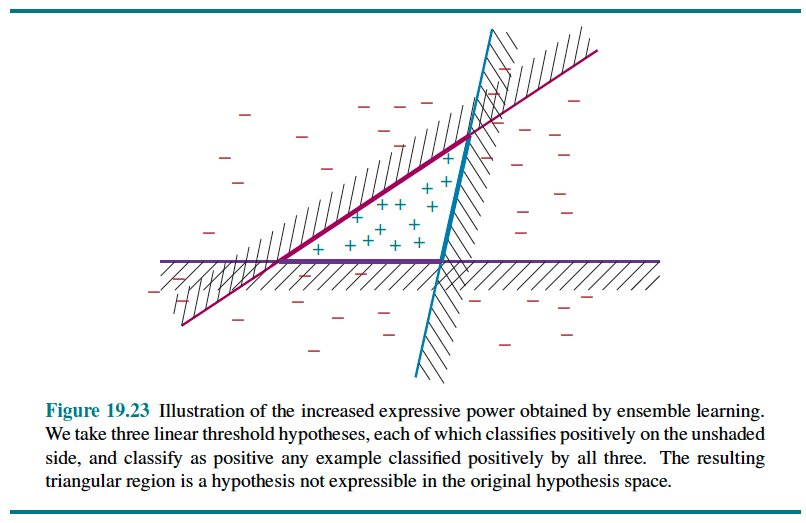 Figure 19.23 Illustration of the increased expressive power obtained by ensemble learning.
We take three linear threshold hypotheses, each of which classifies positively on the unshaded
side, and classify as positive any example classified positively by all three. The resulting
triangular region is a hypothesis not expressible in the original hypothesis space.